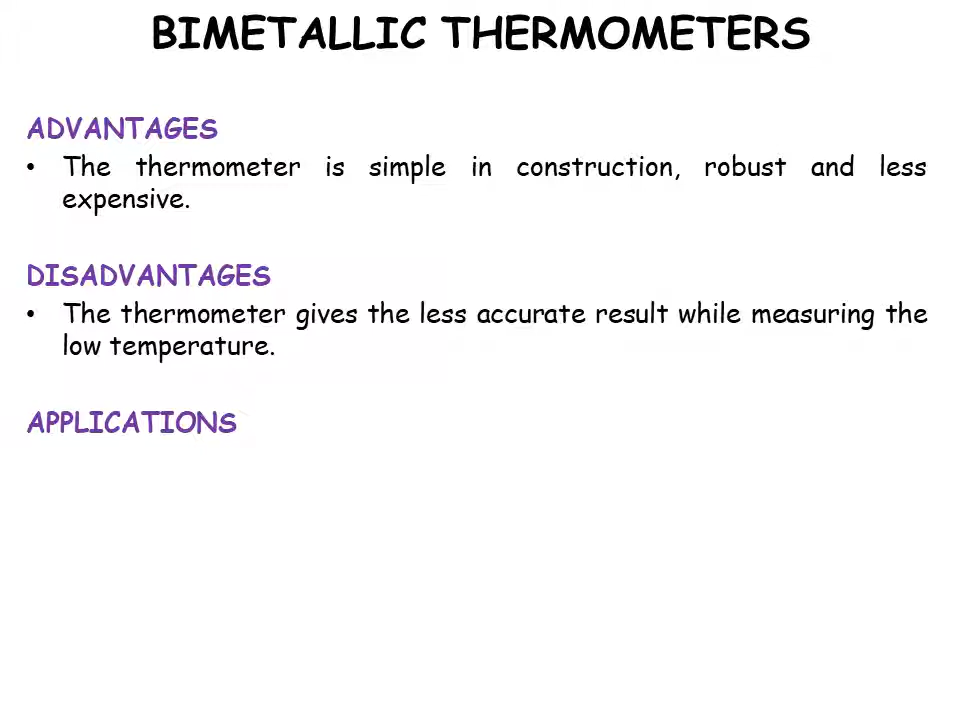 BIMETALLIC THERMOMETERS
ADVANTAGES
• The thermometer is simple in construction, robust and less
expensive.
DISADVANTAGES
• The thermometer gives the less accurate result while measuring the
low temperature.
APPLICATIONS